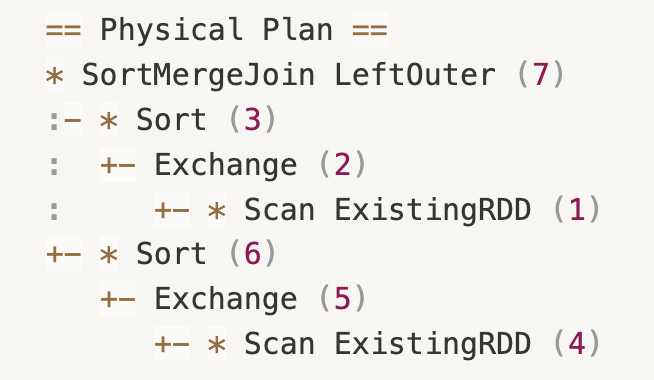 == Physical Plan ==
* SortMergeJoin LeftOuter (7)
:- * Sort (3)
:  +- Exchange (2)
:     +- * Scan ExistingRDD (1)
+- * Sort (6)
   +- Exchange (5)
      +- * Scan ExistingRDD (4)